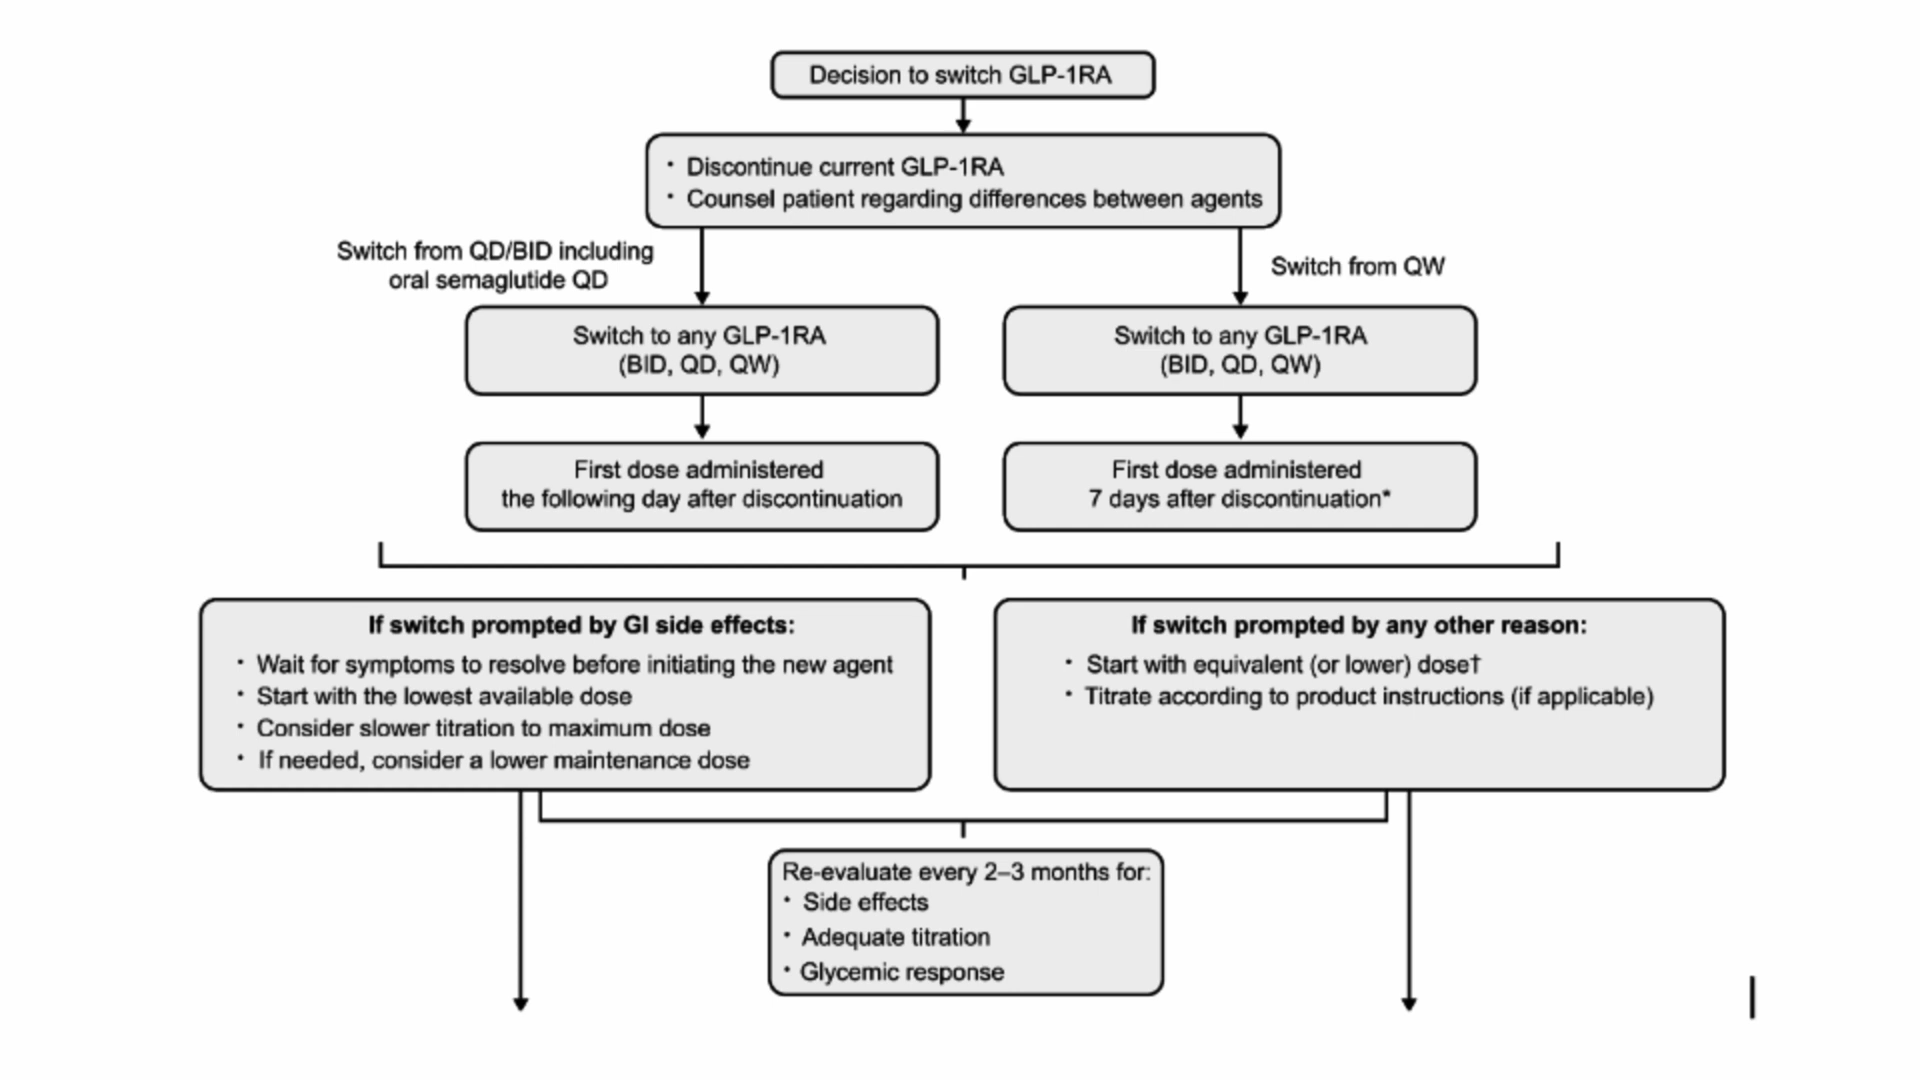 Decision to switch GLP-1RA
· Discontinue current GLP-1RA
· Counsel patient regarding differences between agents
Switch from QD/BID including
oral semaglutide QD
Switch from QW
Switch to any GLP-1RA
(BID, QD, QW)
Switch to any GLP-1RA
(BID, QD, QW)
First dose administered
the following day after discontinuation
First dose administered
7 days after discontinuation*
If switch prompted by GI side effects:
· Wait for symptoms to resolve before initiating the new agent
· Start with the lowest available dose
· Consider slower titration to maximum dose
· If needed, consider a lower maintenance dose
If switch prompted by any other reason:
· Start with equivalent (or lower) dose†
· Titrate according to product instructions (if applicable)
Re-evaluate every 2–3 months for:
· Side effects
· Adequate titration
· Glycemic response